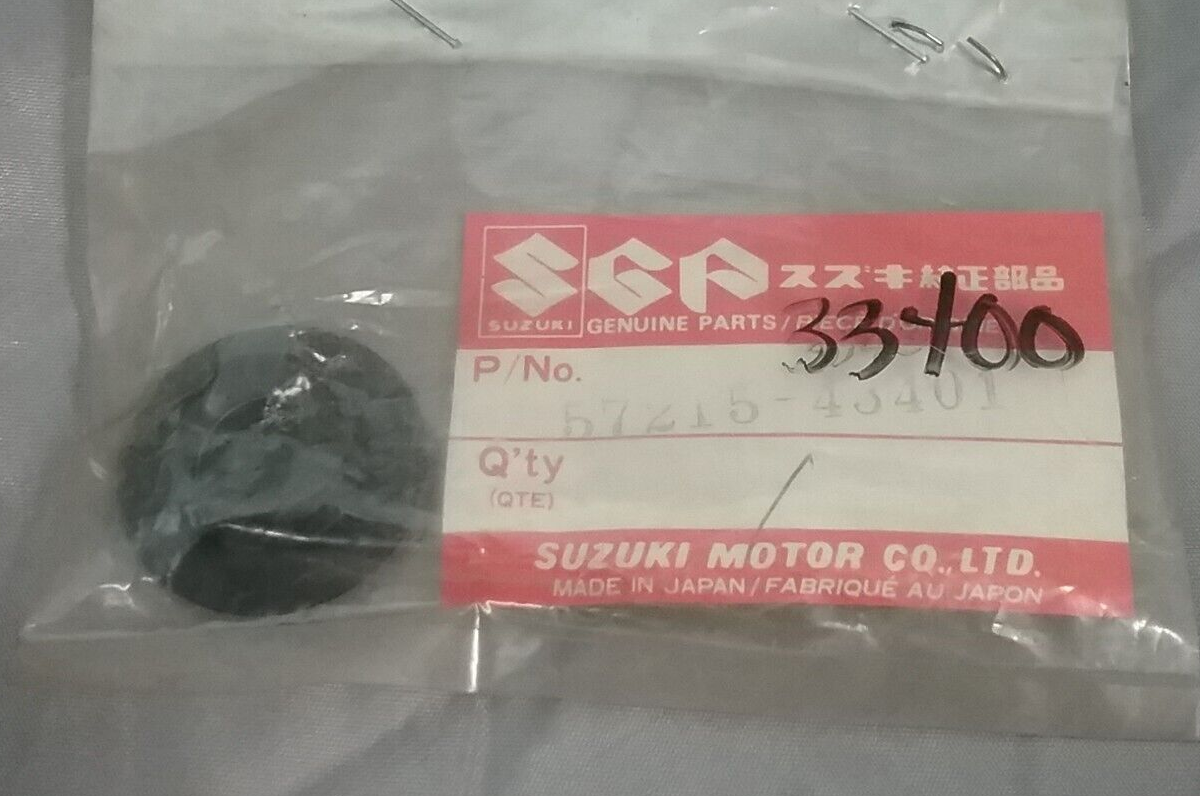 SGP スズキ純正部品
SUZUKI GENUINE PARTS/
33400
P/No.
57215-43401
Q'ty
(QTE)
/
SUZUKI MOTOR CO.,LTD.
MADE IN JAPAN/FABRIQUÉ AU JAPON